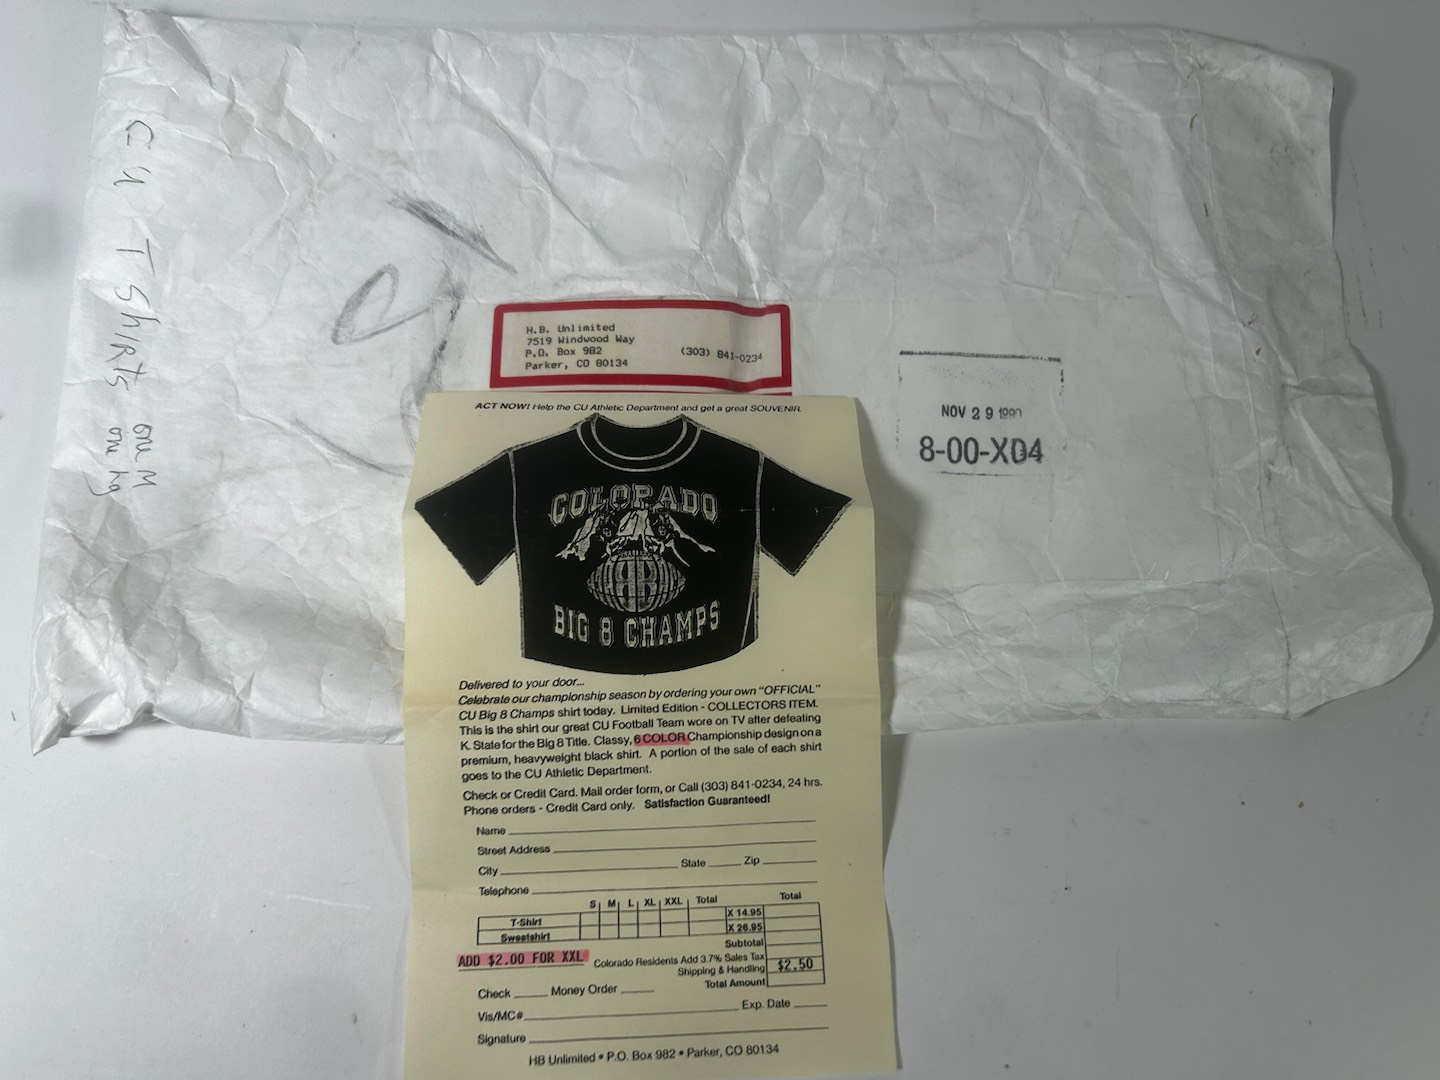 CU T ShIRTs one M
one kg
H.B. Unlimited
7519 Windwood Way
P.O. Box 982
(303) 841-0234
Parker, CO 80134
NOV 29 1990
8-00-XD4
ACT NOW! Help the CU Athletic Department and get a great SOUVENIR.
COLORADO
BIG 8 CHAMPS
Delivered to your door...
Celebrate our championship season by ordering your own "OFFICIAL"
CU Big 8 Champs shirt today. Limited Edition - COLLECTORS ITEM.
This is the shirt our great CU Football Team wore on TV after defeating
K. State for the Big 8 Title. Classy, 6 COLOR Championship design on a
premium, heavyweight black shirt. A portion of the sale of each shirt
goes to the CU Athletic Department.
Check or Credit Card. Mail order form, or Call (303) 841-0234, 24 hrs.
Phone orders - Credit Card only. Satisfaction Guaranteed!
Name
Street Address
City State Zip
Telephone
S M L XL XXL Total Total
T-Shirt X 14.95
Sweatshirt X 26.95
Subtotal
ADD $2.00 FOR XXL Colorado Residents Add 3.7% Sales Tax
Shipping & Handling $2.50
Total Amount
Check Money Order
Vis/MC# Exp. Date
Signature
HB Unlimited • P.O. Box 982 • Parker, CO 80134